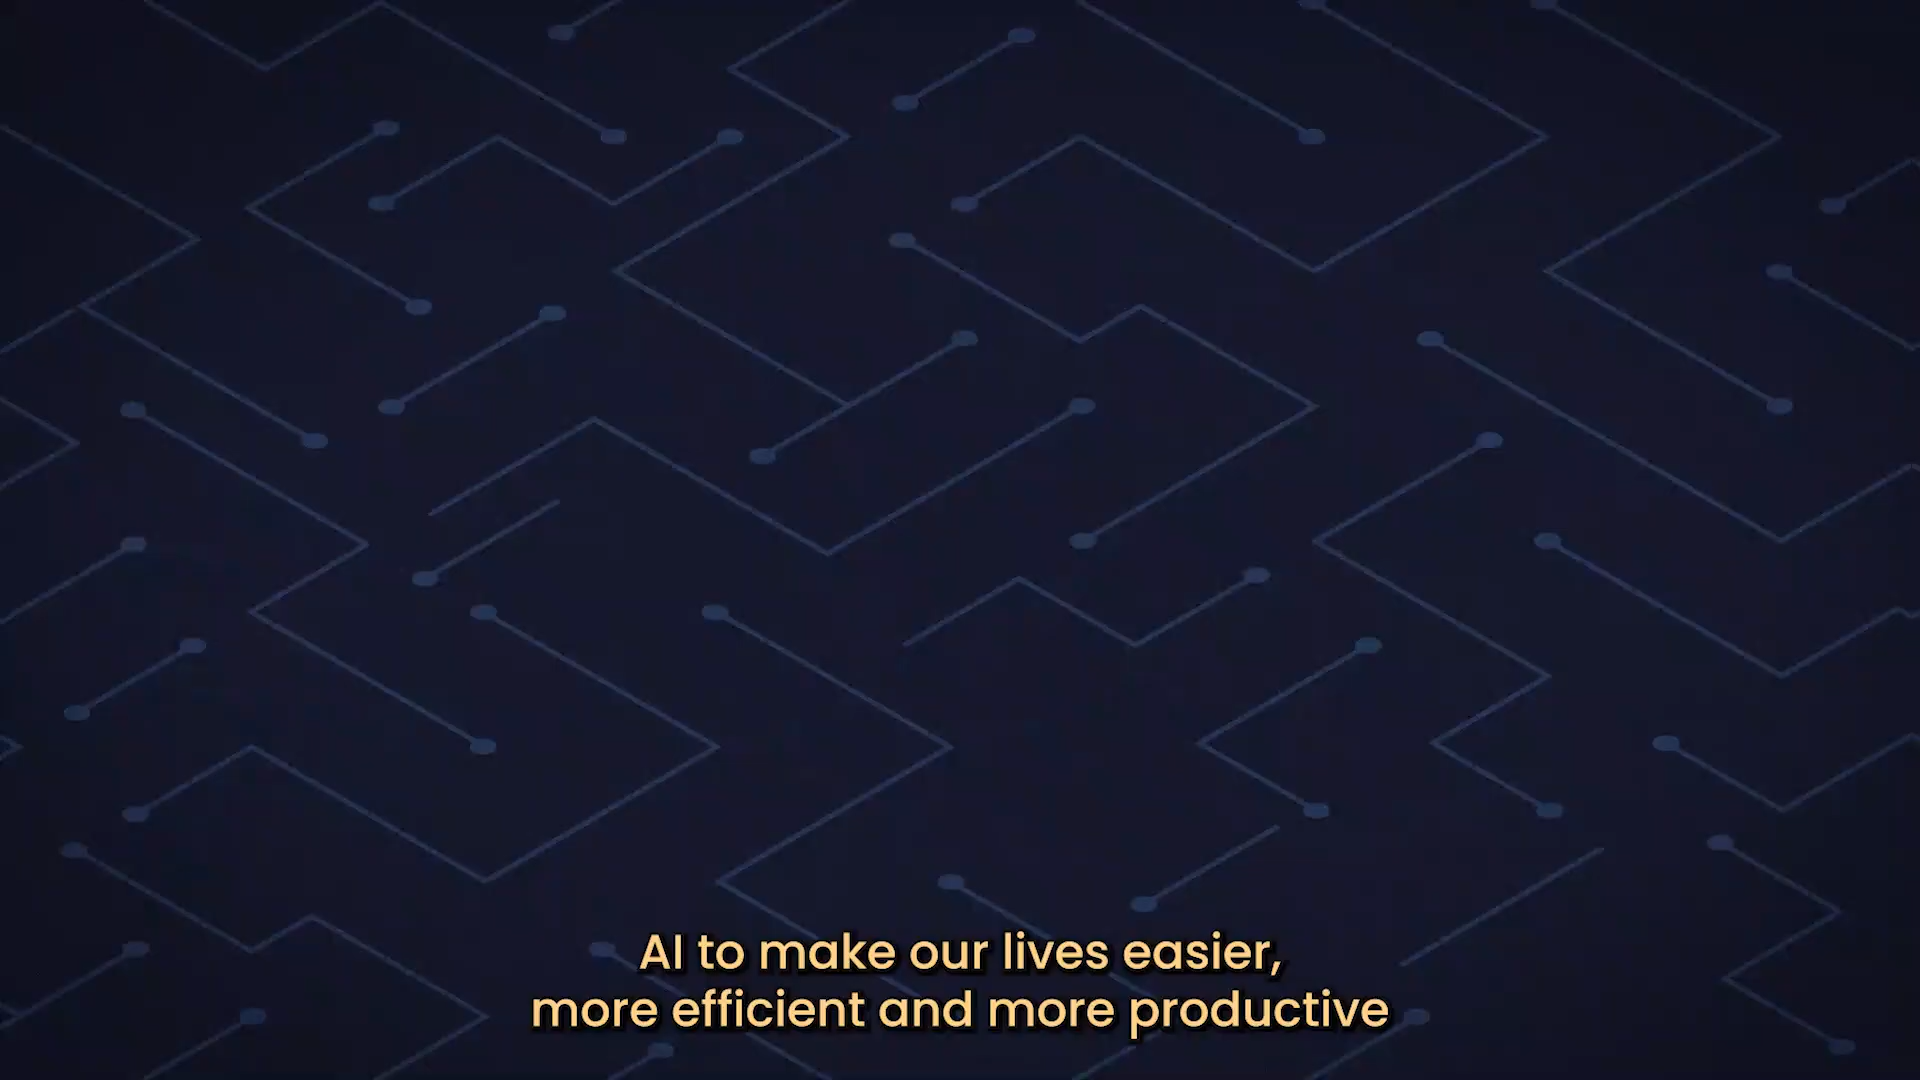 AI to make our lives easier,
more efficient and more productive